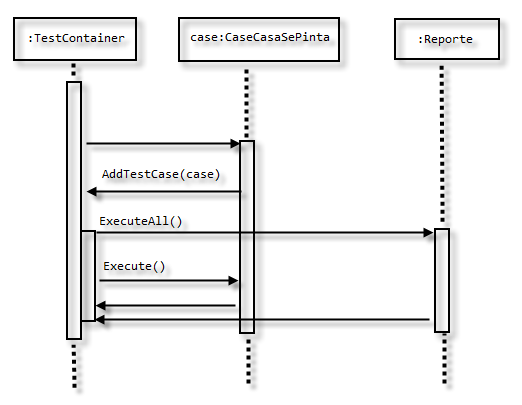 :TestContainer
case:CaseCasaSePinta
:Reporte
AddTestCase(case)
ExecuteAll()
Execute()